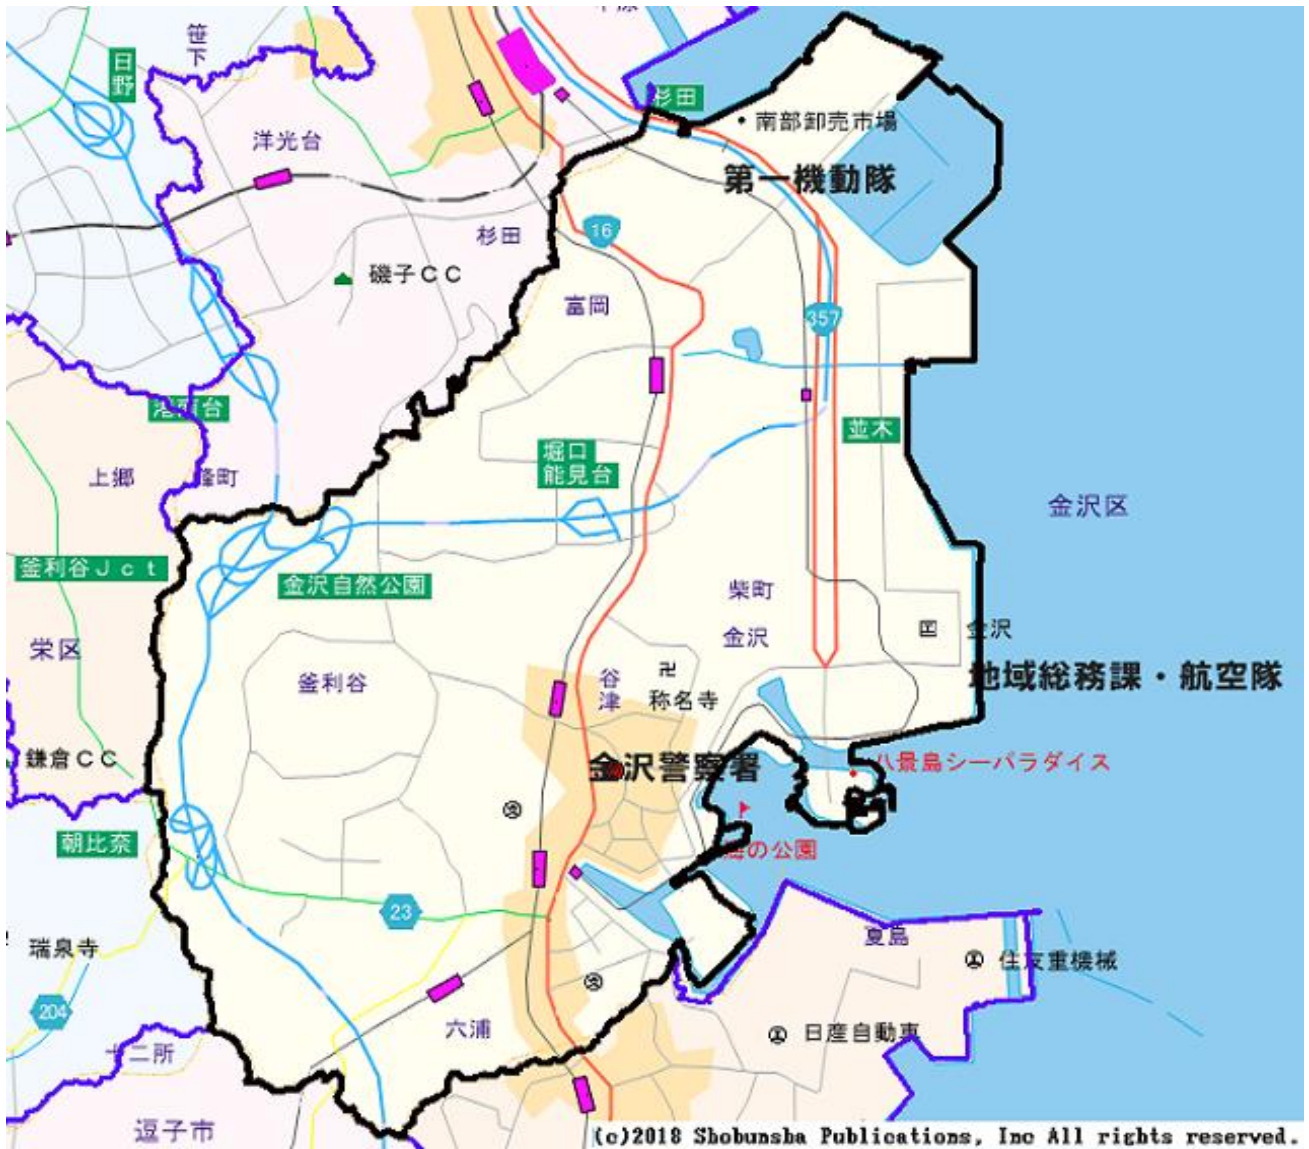 笹下
日野
杉田
南部卸売市場
洋光台
第一機動隊
杉田
16
磯子CC
富岡
357
港南台
並木
堀口
能見台
上郷
金沢区
釜利谷Jct
金沢自然公園
柴町
金沢
金沢
栄区
釜利谷
谷津
称名寺
地域総務課・航空隊
鎌倉CC
金沢警察署
八景島シーパラダイス
朝比奈
海の公園
23
夏島
瑞泉寺
住友重機械
204
六浦
日産自動車
十二所
逗子市
(c)2018 Shobunsha Publications, Inc All rights reserved.